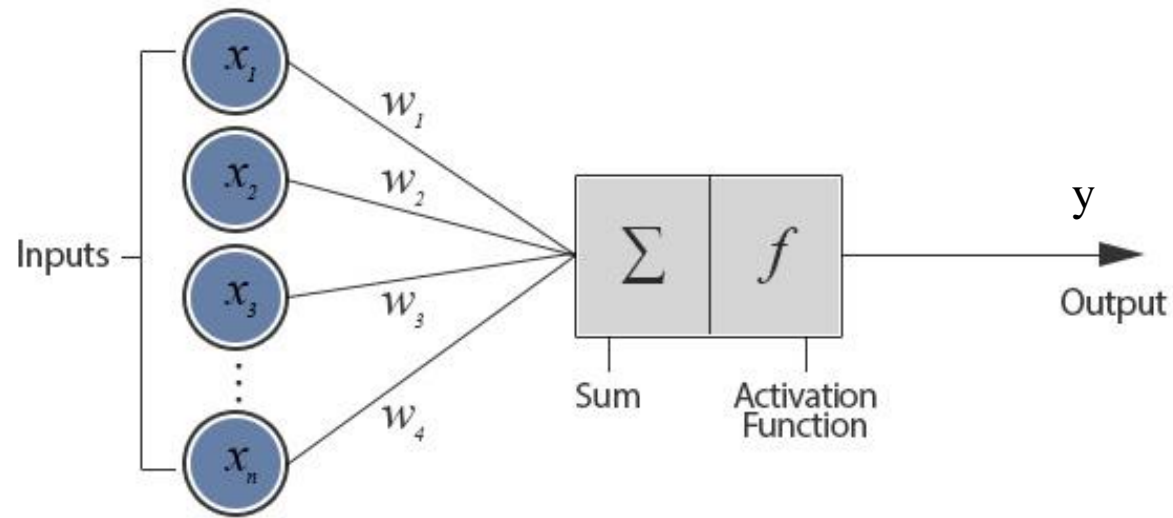 x₁
w₁
x₂
w₂
y
Inputs
Σ
f
x₃
w₃
Output
Sum
Activation
Function
w₄
xₙ